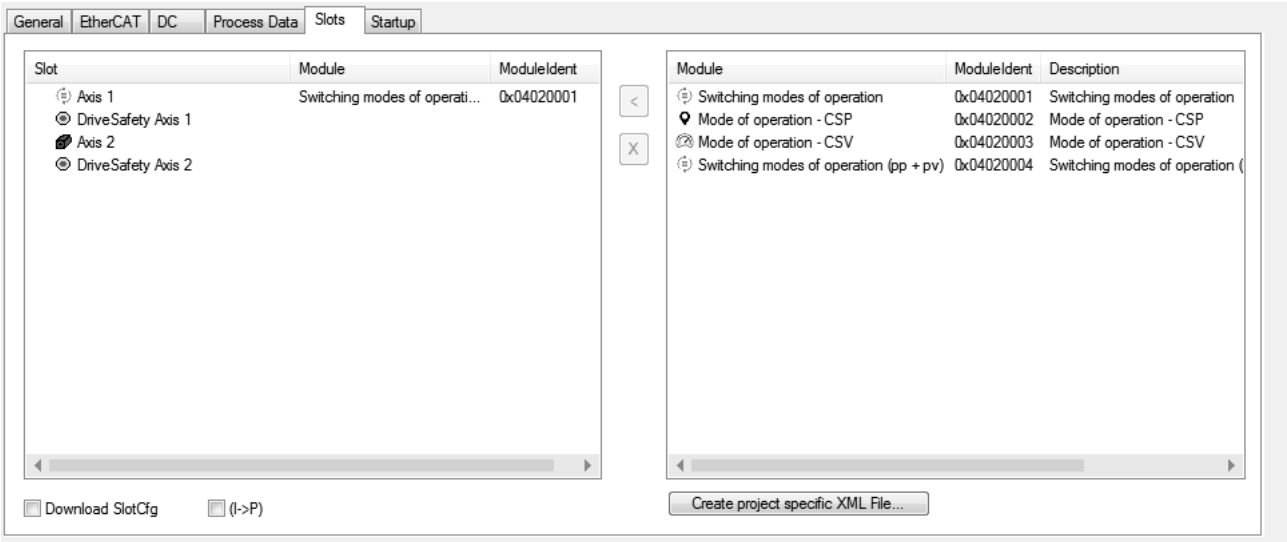 General EtherCAT DC Process Data Slots Startup
Slot Module ModuleIdent
Axis 1 Switching modes of operati... 0x04020001
DriveSafety Axis 1
Axis 2
DriveSafety Axis 2
<
X
Module ModuleIdent Description
Switching modes of operation 0x04020001 Switching modes of operation
Mode of operation - CSP 0x04020002 Mode of operation - CSP
Mode of operation - CSV 0x04020003 Mode of operation - CSV
Switching modes of operation (pp + pv) 0x04020004 Switching modes of operation (
Download SlotCfg (I->P)
Create project specific XML File...